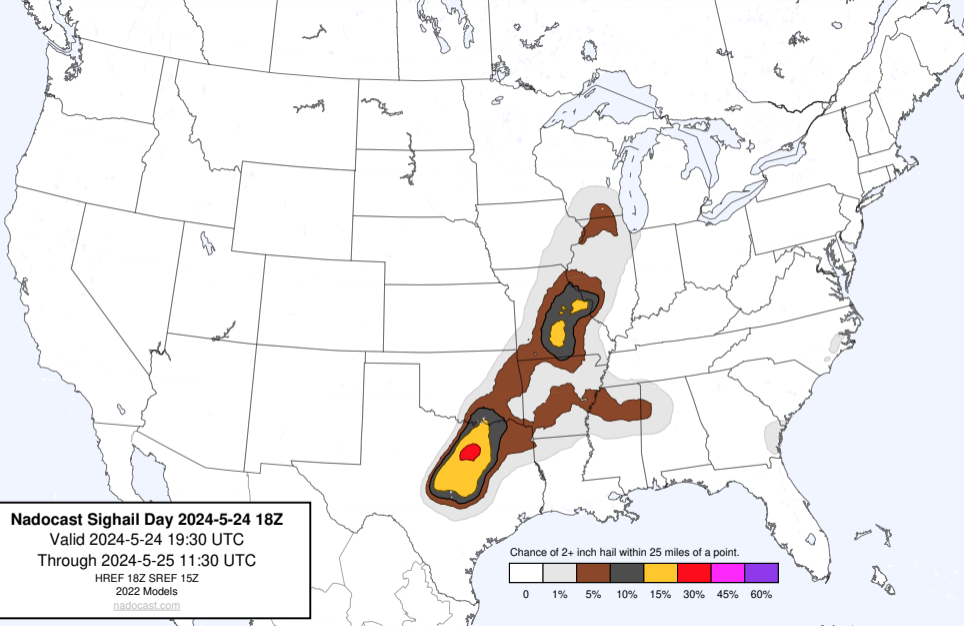 Nadocast Sighail Day 2024-5-24 18Z
Valid 2024-5-24 19:30 UTC
Through 2024-5-25 11:30 UTC
HREF 18Z SREF 15Z
2022 Models
nadocast.com
Chance of 2+ inch hail within 25 miles of a point.
0 1% 5% 10% 15% 30% 45% 60%